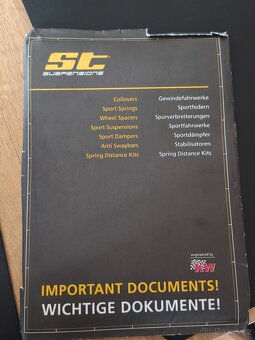 ST
SUSPENSIONS
Coilovers Gewindefahrwerke
Sport Springs Sportfedern
Wheel Spacers Spurverbreiterungen
Sport Suspensions Sportfahrwerke
Sport Dampers Sportdämpfer
Anti Swaybars Stabilisatoren
Spring Distance Kits Spring Distance Kits
engineered by
KW
IMPORTANT DOCUMENTS!
WICHTIGE DOKUMENTE!